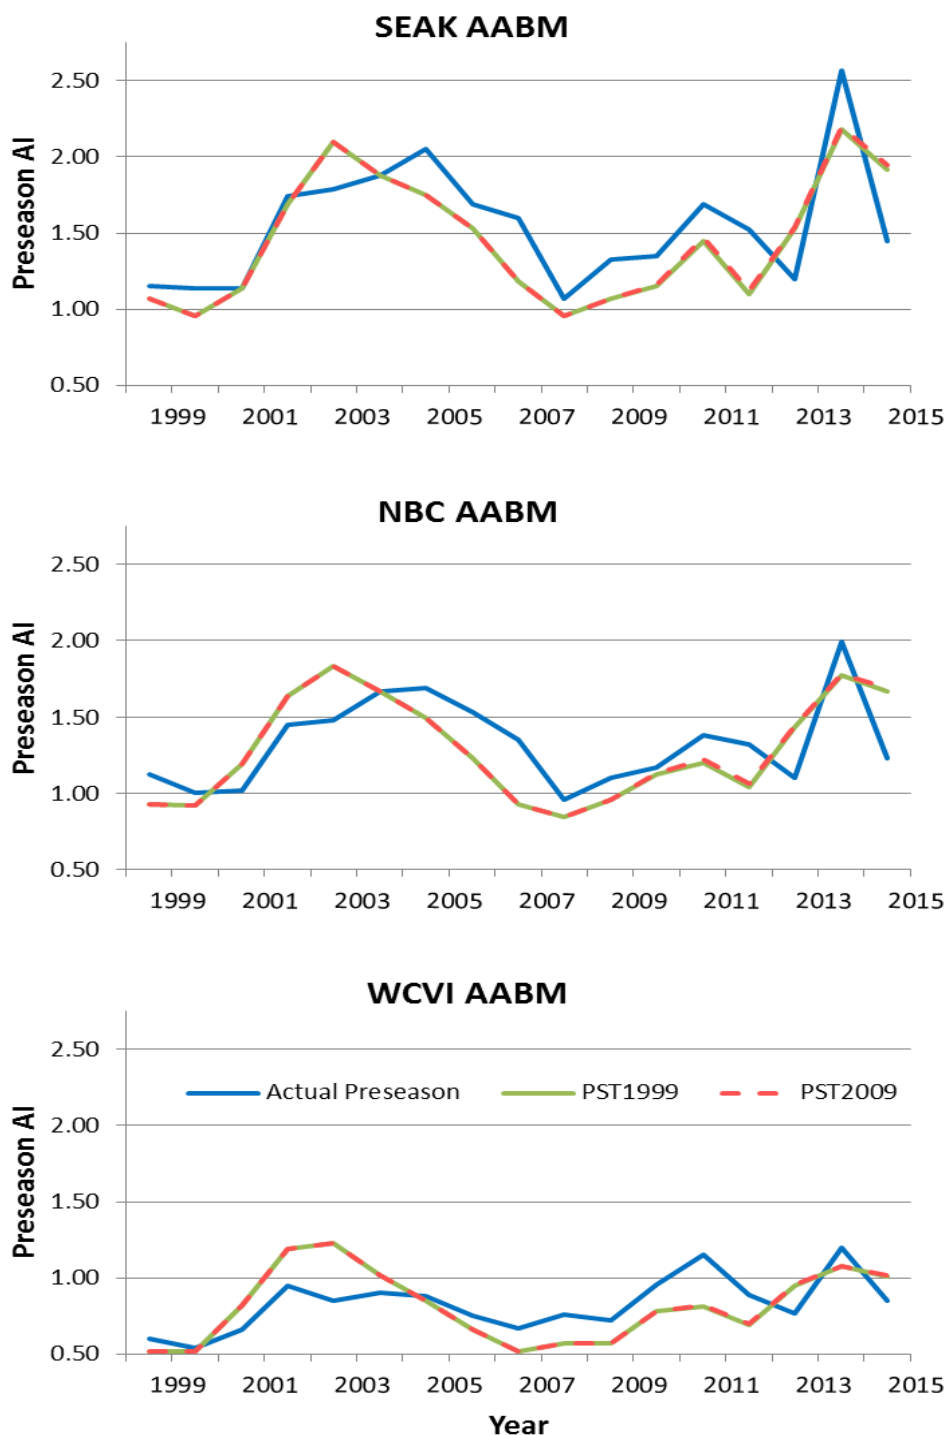 SEAK AABM
2.50
2.00
1.50
1.00
0.50
Preseason AI
1999 2001 2003 2005 2007 2009 2011 2013 2015
NBC AABM
2.50
2.00
1.50
1.00
0.50
Preseason AI
1999 2001 2003 2005 2007 2009 2011 2013 2015
WCVI AABM
2.50
Actual Preseason PST1999 PST2009
2.00
1.50
1.00
0.50
Preseason AI
1999 2001 2003 2005 2007 2009 2011 2013 2015
Year